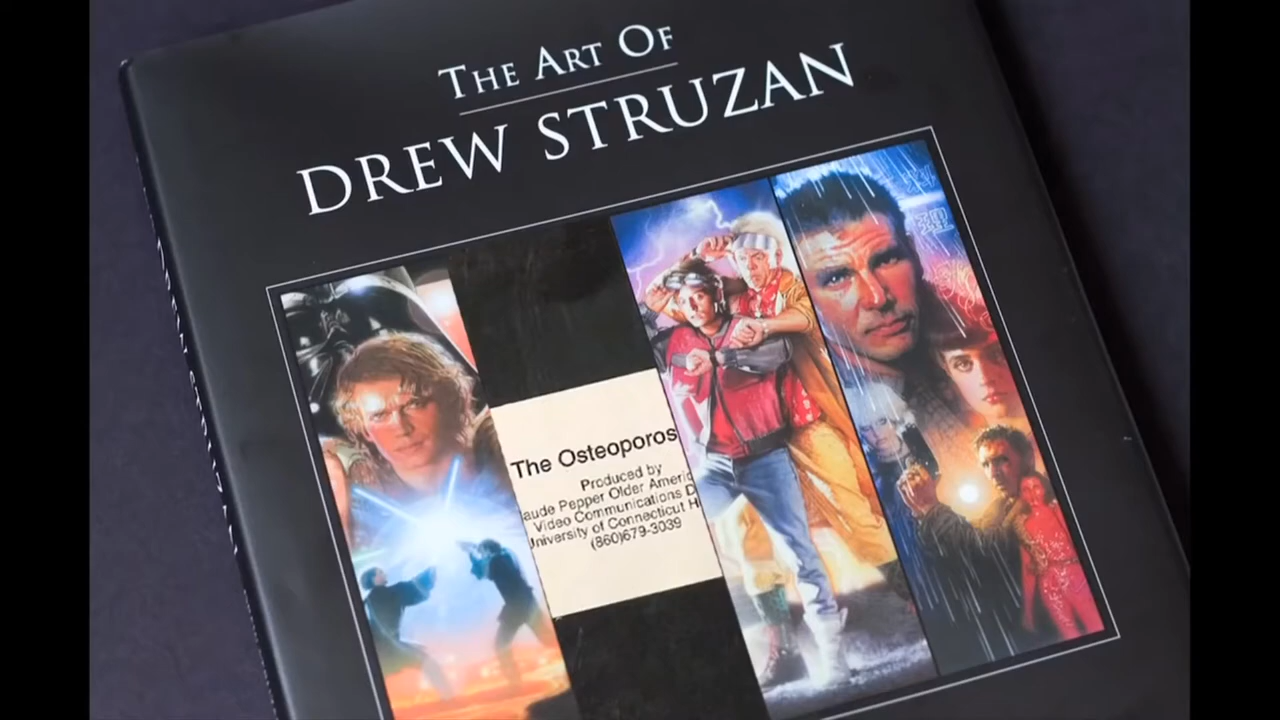 THE ART OF
DREW STRUZAN
The Osteoporos
Produced by
aude Pepper Older Americ
Video Communications D
University of Connecticut H
(860)679-3039